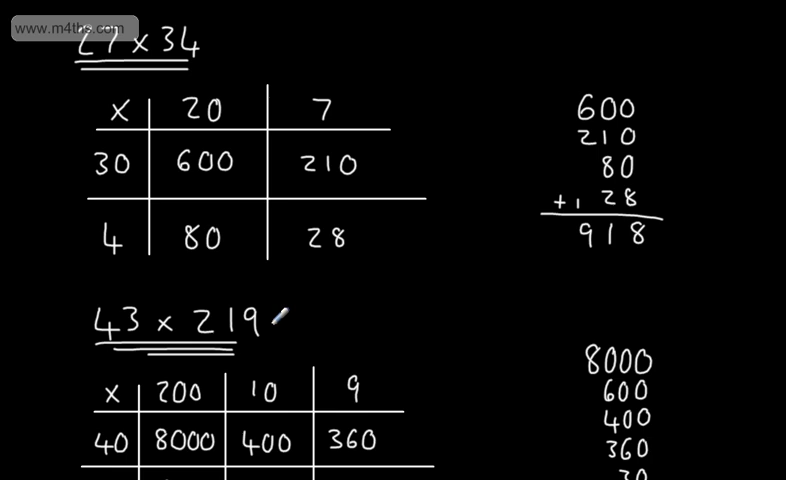 www.m4ths.com
27 x 34
x 20 7
30 600 210
4 80 28
600
210
80
+ 1 28
918
43 x 219
x 200 10 9
40 8000 400 360
8000
600
400
360
30